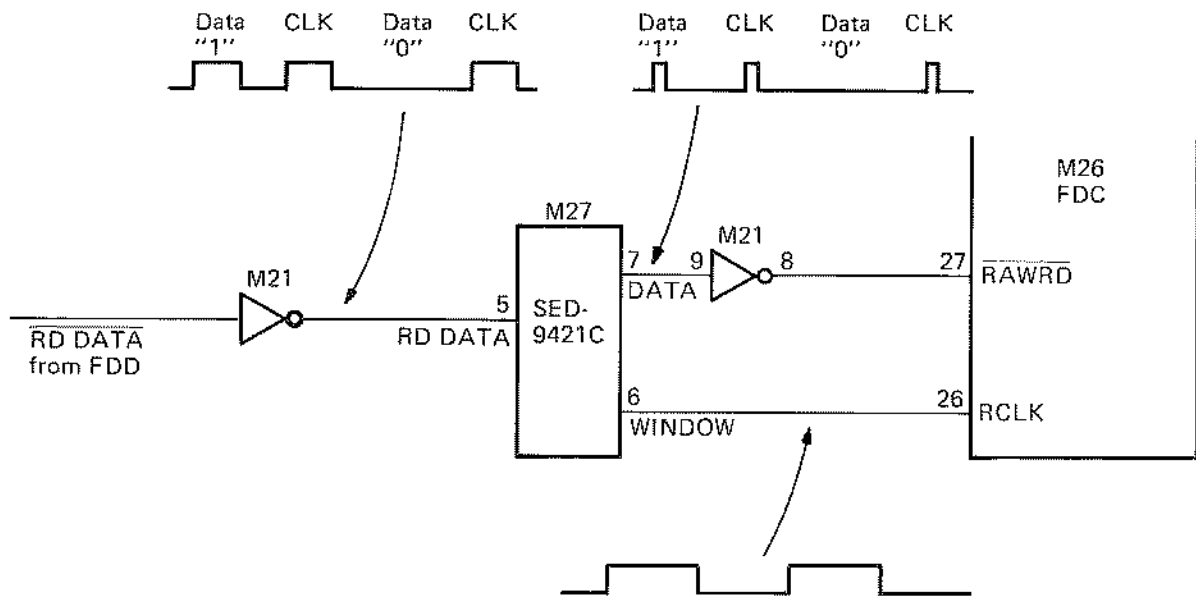 Data CLK Data CLK
"1" "0"
Data CLK Data CLK
"1" "0"
M26
FDC
M27
M21
7 9 8 27 RAWRD
DATA
M21
5
RD DATA
SED-
9421C
RD DATA
from FDD
6 26 RCLK
WINDOW